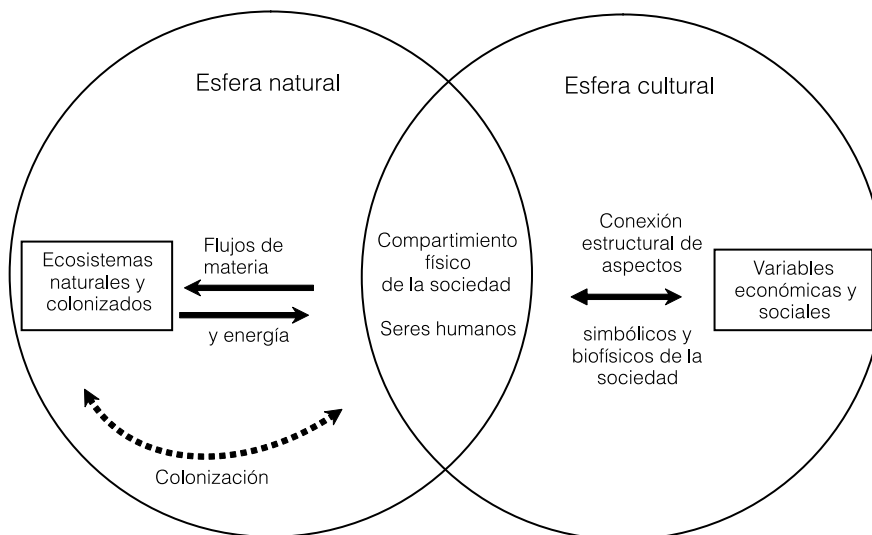 Esfera natural
Esfera cultural
Ecosistemas
naturales y
colonizados
Flujos de
materia
y energía
Colonización
Compartimiento
físico
de la sociedad
Seres humanos
Conexión
estructural de
aspectos
simbólicos y
biofísicos de la
sociedad
Variables
económicas y
sociales